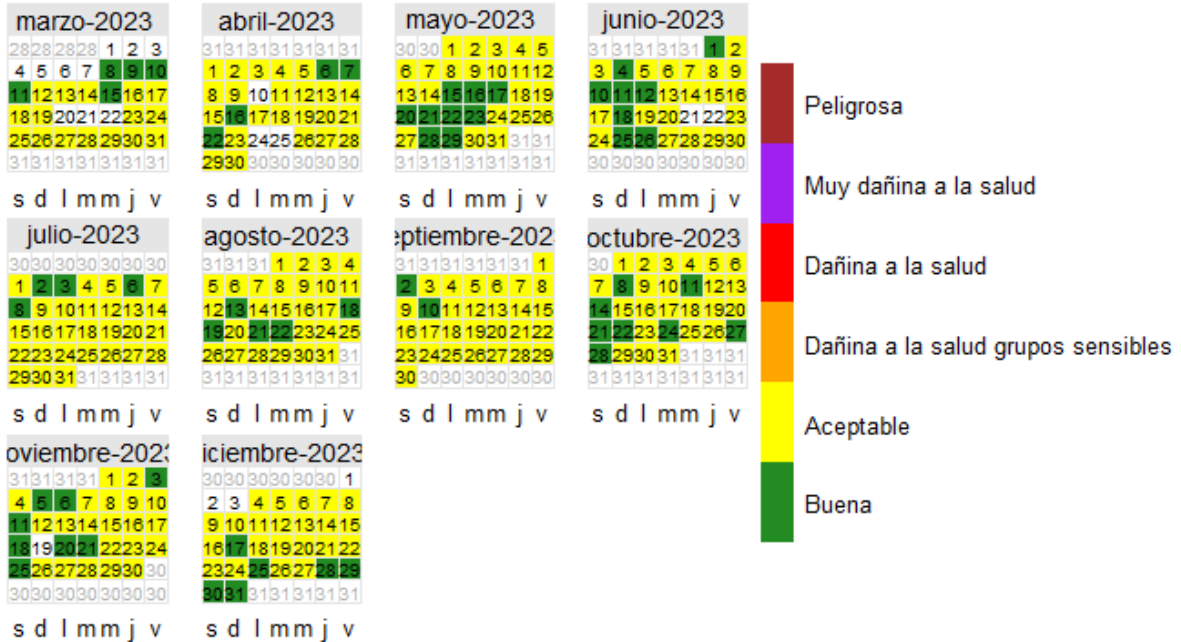 marzo-2023
28 28 28 28 1 2 3
4 5 6 7 8 9 10
11 12 13 14 15 16 17
18 19 20 21 22 23 24
25 26 27 28 29 30 31
31 31 31 31 31 31 31
s d l m m j v
abril-2023
31 31 31 31 31 31 31
1 2 3 4 5 6 7
8 9 10 11 12 13 14
15 16 17 18 19 20 21
22 23 24 25 26 27 28
29 30 30 30 30 30 30
s d l m m j v
mayo-2023
30 30 1 2 3 4 5
6 7 8 9 10 11 12
13 14 15 16 17 18 19
20 21 22 23 24 25 26
27 28 29 30 31 31 31
31 31 31 31 31 31 31
s d l m m j v
junio-2023
31 31 31 31 31 1 2
3 4 5 6 7 8 9
10 11 12 13 14 15 16
17 18 19 20 21 22 23
24 25 26 27 28 29 30
30 30 30 30 30 30 30
s d l m m j v
julio-2023
30 30 30 30 30 30 30
1 2 3 4 5 6 7
8 9 10 11 12 13 14
15 16 17 18 19 20 21
22 23 24 25 26 27 28
29 30 31 31 31 31 31
s d l m m j v
agosto-2023
31 31 31 1 2 3 4
5 6 7 8 9 10 11
12 13 14 15 16 17 18
19 20 21 22 23 24 25
26 27 28 29 30 31 31
31 31 31 31 31 31 31
s d l m m j v
eptiembre-202
31 31 31 31 31 31 1
2 3 4 5 6 7 8
9 10 11 12 13 14 15
16 17 18 19 20 21 22
23 24 25 26 27 28 29
30 30 30 30 30 30 30
s d l m m j v
octubre-2023
30 1 2 3 4 5 6
7 8 9 10 11 12 13
14 15 16 17 18 19 20
21 22 23 24 25 26 27
28 29 30 31 31 31 31
31 31 31 31 31 31 31
s d l m m j v
oviembre-202
31 31 31 31 1 2 3
4 5 6 7 8 9 10
11 12 13 14 15 16 17
18 19 20 21 22 23 24
25 26 27 28 29 30 30
30 30 30 30 30 30 30
s d l m m j v
iciembre-2023
30 30 30 30 30 30 1
2 3 4 5 6 7 8
9 10 11 12 13 14 15
16 17 18 19 20 21 22
23 24 25 26 27 28 29
30 31 31 31 31 31 31
s d l m m j v
Peligrosa
Muy dañina a la salud
Dañina a la salud
Dañina a la salud grupos sensibles
Aceptable
Buena